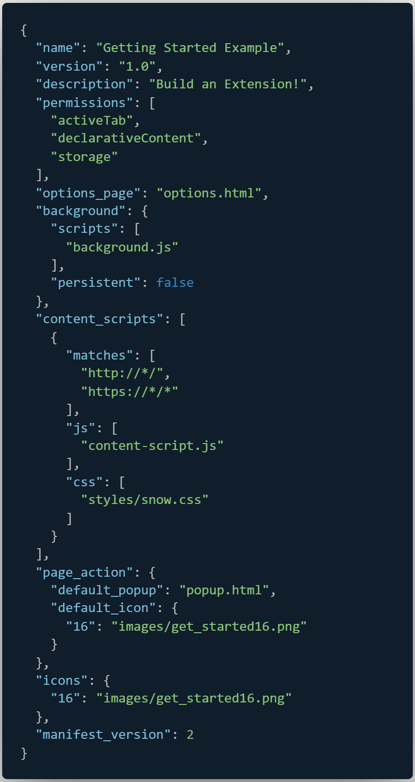 {
  "name": "Getting Started Example",
  "version": "1.0",
  "description": "Build an Extension!",
  "permissions": [
    "activeTab",
    "declarativeContent",
    "storage"
  ],
  "options_page": "options.html",
  "background": {
    "scripts": [
      "background.js"
    ],
    "persistent": false
  },
  "content_scripts": [
    {
      "matches": [
        "http://*/",
        "https://*/*"
      ],
      "js": [
        "content-script.js"
      ],
      "css": [
        "styles/snow.css"
      ]
    }
  ],
  "page_action": {
    "default_popup": "popup.html",
    "default_icon": {
      "16": "images/get_started16.png"
    }
  },
  "icons": {
    "16": "images/get_started16.png"
  },
  "manifest_version": 2
}